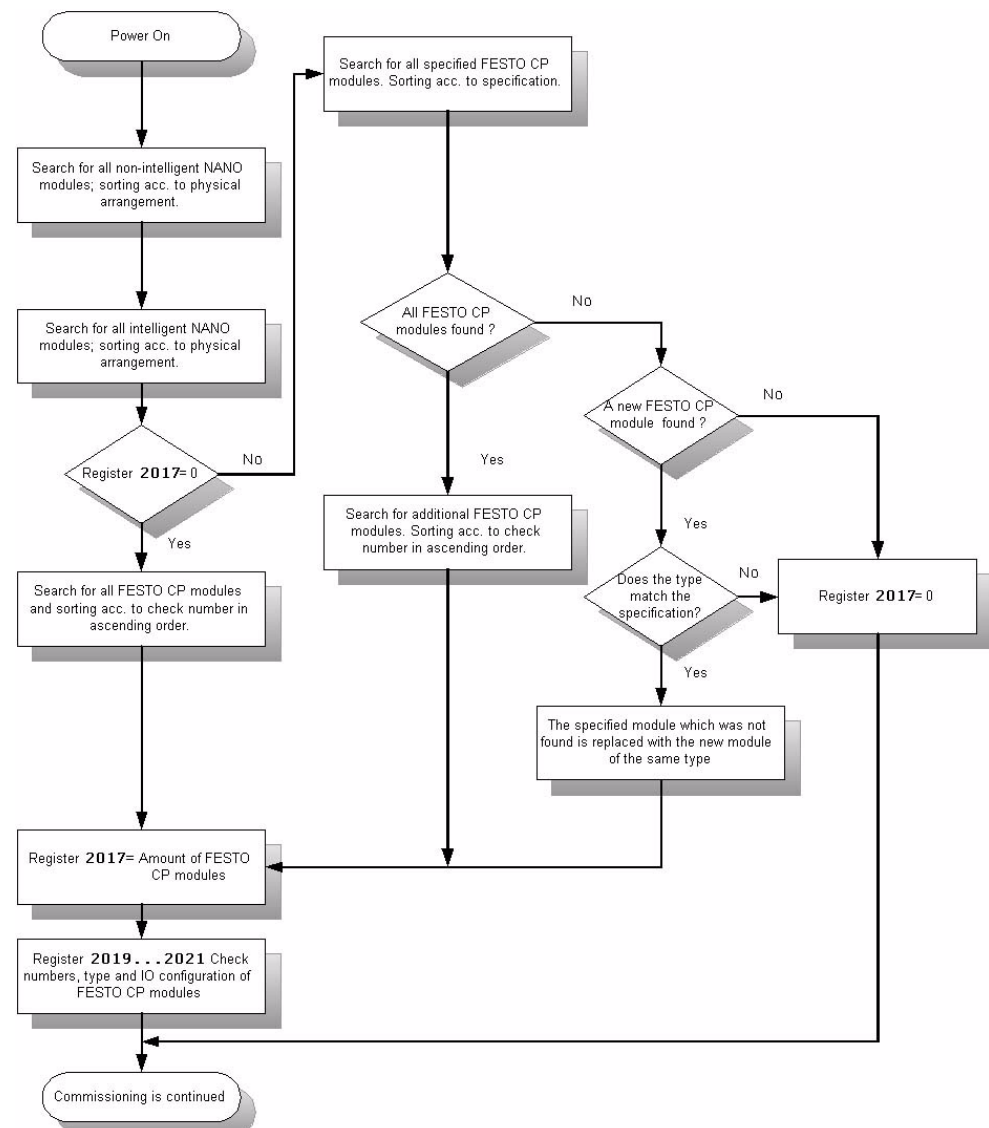 Power On
Search for all non-intelligent NANO
modules; sorting acc. to physical
arrangement.
Search for all intelligent NANO
modules; sorting acc. to physical
arrangement.
Register 2017= 0
No
Yes
Search for all FESTO CP modules
and sorting acc. to check number in
ascending order.
Search for all specified FESTO CP
modules. Sorting acc. to specification.
All FESTO CP
modules found ?
No
Yes
Search for additional FESTO CP
modules. Sorting acc. to check
number in ascending order.
A new FESTO CP
module found ?
No
Yes
Does the type
match the
specification?
No
Yes
Register 2017= 0
The specified module which was not
found is replaced with the new module
of the same type
Register 2017= Amount of FESTO
CP modules
Register 2019...2021 Check
numbers, type and IO configuration of
FESTO CP modules
Commissioning is continued